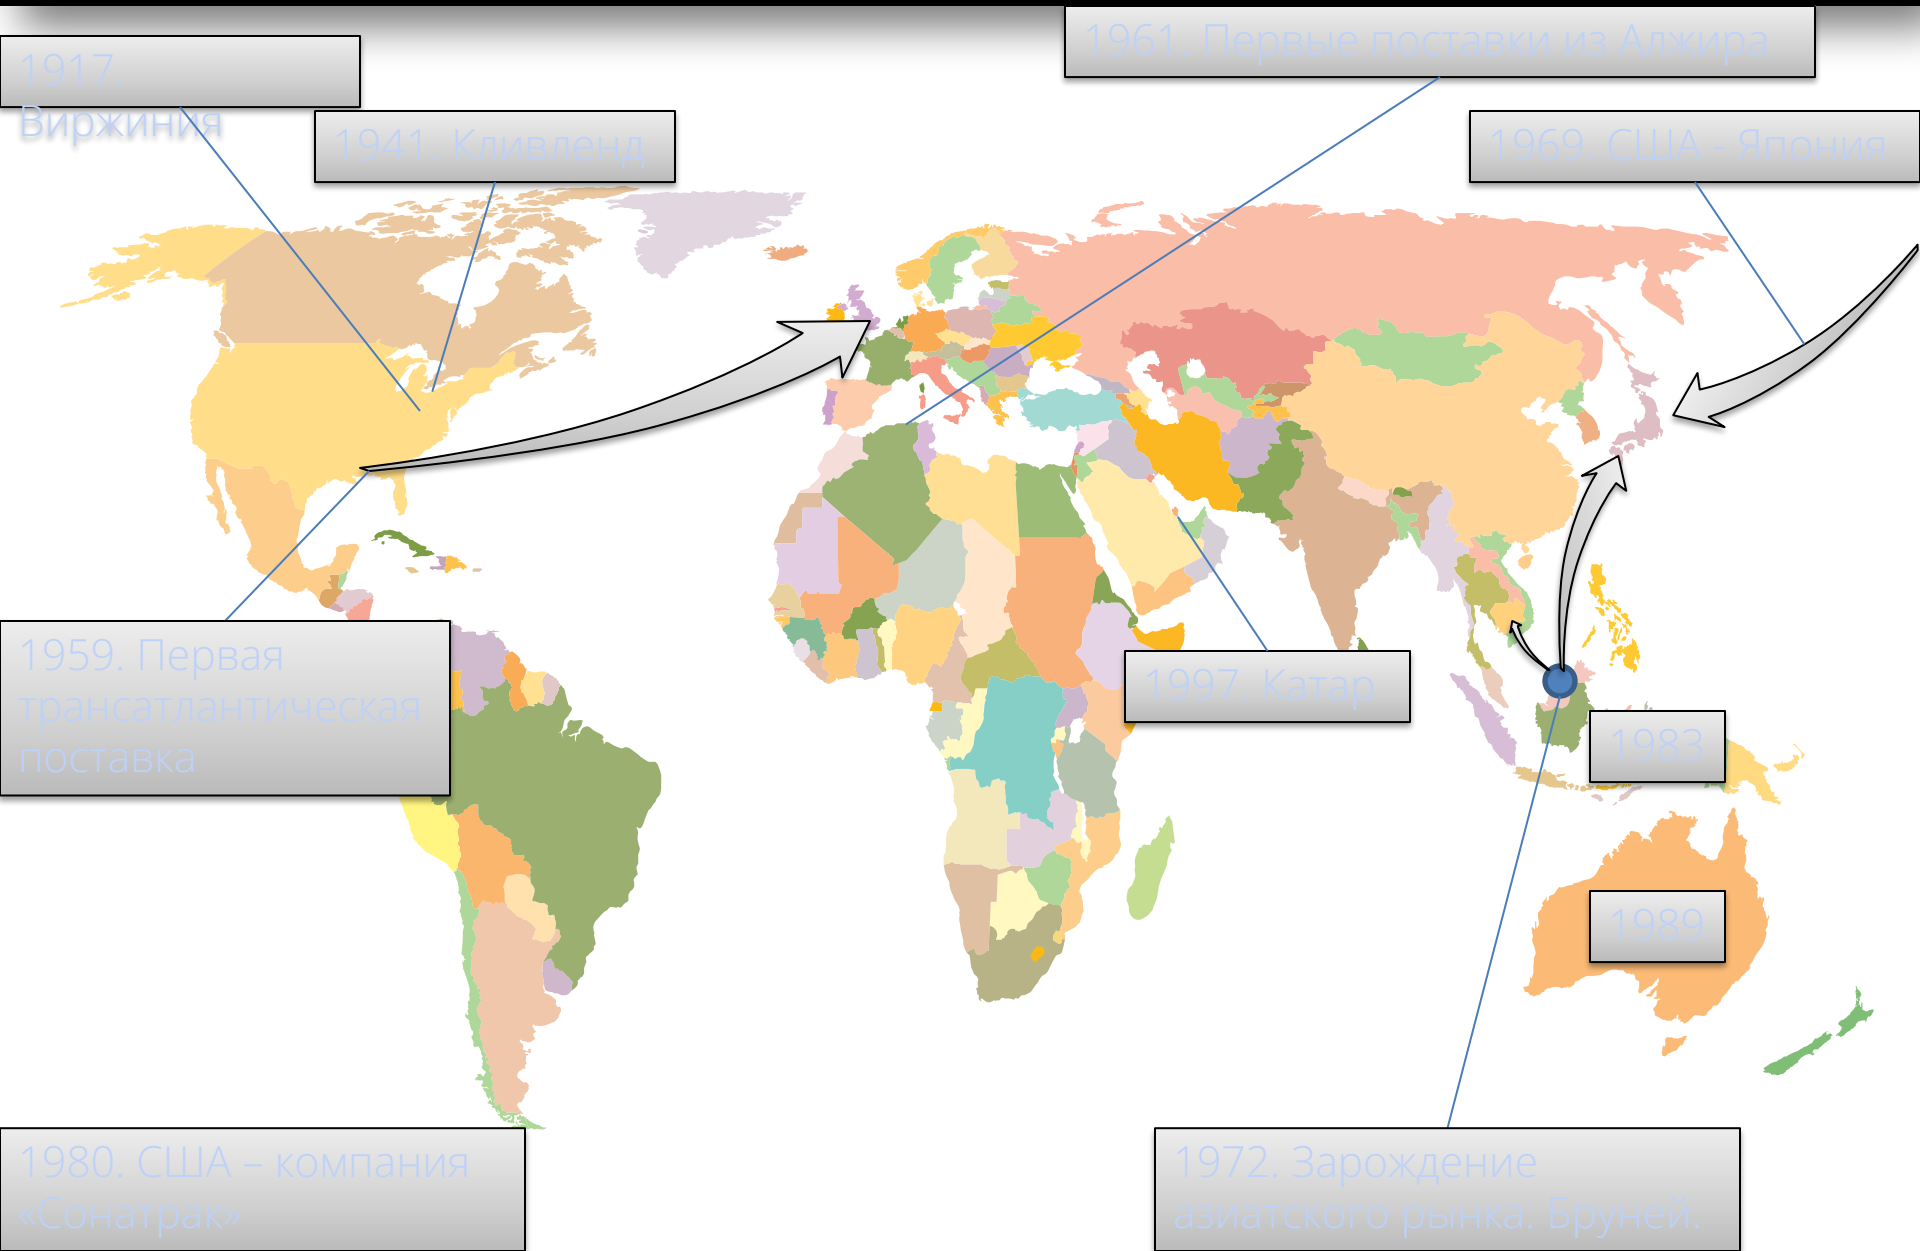 1917.
Виржиния
1941. Кливленд
1961. Первые поставки из Алжира
1969. США - Япония
1959. Первая
трансатлантическая
поставка
1997. Катар
1983
1989
1980. США – компания
«Сонатрак»
1972. Зарождение
азиатского рынка. Бруней.